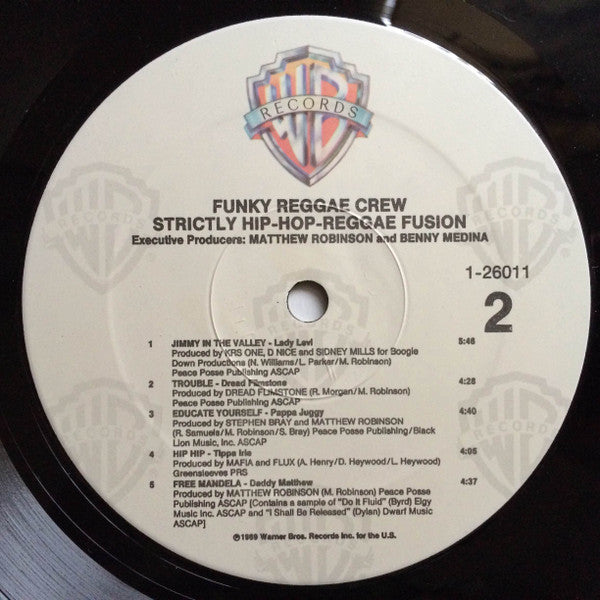 WB
RECORDS
FUNKY REGGAE CREW
STRICTLY HIP-HOP-REGGAE FUSION
Executive Producers: MATTHEW ROBINSON and BENNY MEDINA
1-26011
2
1 JIMMY IN THE VALLEY - Lady Levi 5:46
Produced by KRS ONE, D NICE and SIDNEY MILLS for Boogie
Down Productions (N. Williams/L. Parker/M. Robinson)
Peace Posse Publishing ASCAP
2 TROUBLE - Dread Flimstone 4:28
Produced by DREAD FLIMSTONE (R. Morgan/M. Robinson)
Peace Posse Publishing ASCAP
3 EDUCATE YOURSELF - Pappa Juggy 4:40
Produced by STEPHEN BRAY and MATTHEW ROBINSON
(R. Samuels/M. Robinson/S. Bray) Peace Posse Publishing/Black
Lion Music, Inc. ASCAP
4 HIP HIP - Tippa Irie 4:05
Produced by MAFIA and FLUX (A. Henry/D. Heywood/L. Heywood)
Greensleeves PRS
5 FREE MANDELA - Daddy Matthew 4:37
Produced by MATTHEW ROBINSON (M. Robinson) Peace Posse
Publishing ASCAP [Contains a sample of "Do It Fluid" (Byrd) Elgy
Music Inc. ASCAP and "I Shall Be Released" (Dylan) Dwarf Music
ASCAP]
℗1989 Warner Bros. Records Inc. for the U.S.